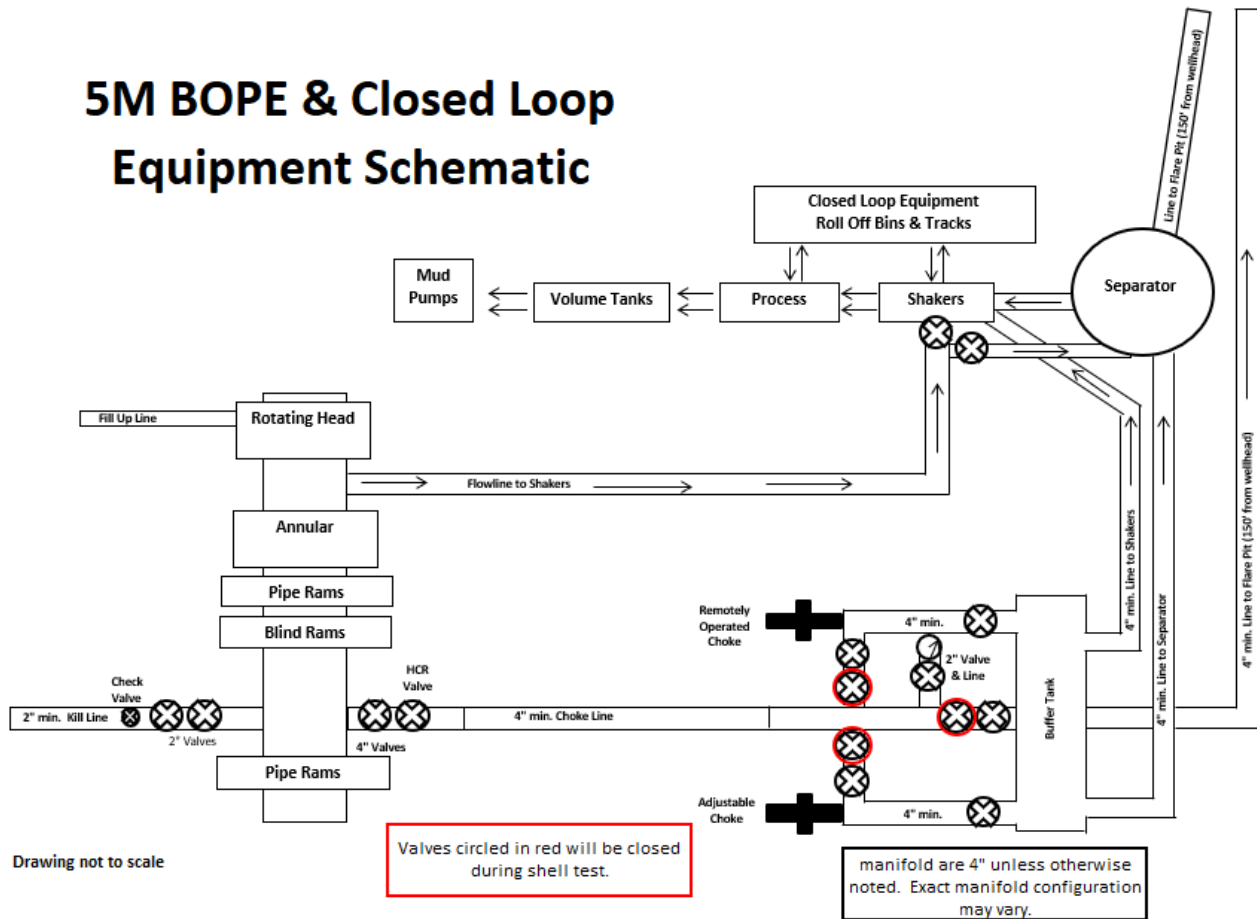 5M BOPE & Closed Loop
Equipment Schematic
Line to Flare Pit (150' from wellhead)
Closed Loop Equipment
Roll Off Bins & Tracks
Mud
Pumps
Volume Tanks
Process
Shakers
Separator
Fill Up Line
Rotating Head
Flowline to Shakers
Annular
Pipe Rams
Blind Rams
Check
Valve
HCR
Valve
2" min. Kill Line
2" Valves
4" Valves
4" min. Choke Line
Pipe Rams
Remotely
Operated
Choke
4" min.
2" Valve
& Line
Buffer Tank
4" min. Line to Shakers
4" min. Line to Separator
4" min. Line to Flare Pit (150' from wellhead)
Adjustable
Choke
4" min.
Drawing not to scale
Valves circled in red will be closed
during shell test.
manifold are 4" unless otherwise
noted. Exact manifold configuration
may vary.